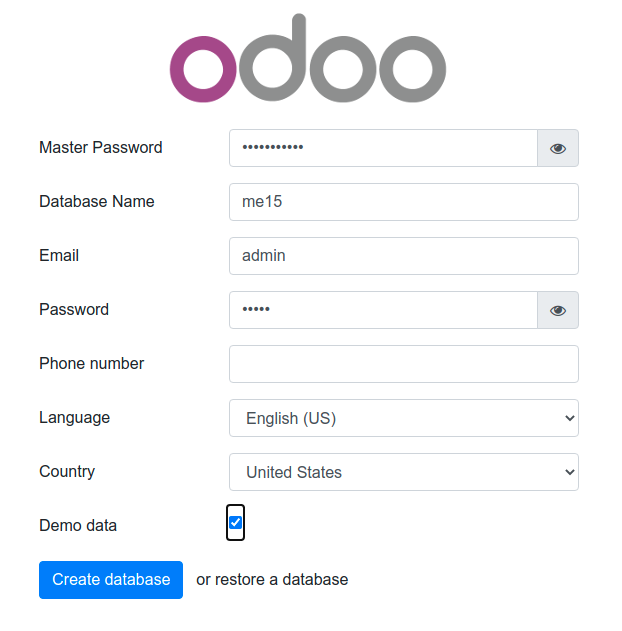 odoo
Master Password •••••••••••
Database Name me15
Email admin
Password •••••
Phone number
Language English (US)
Country United States
Demo data
Create database or restore a database